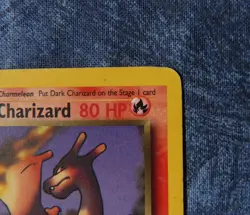 Charmeleon Put Dark Charizard on the Stage 1 card
Charizard 80 HP